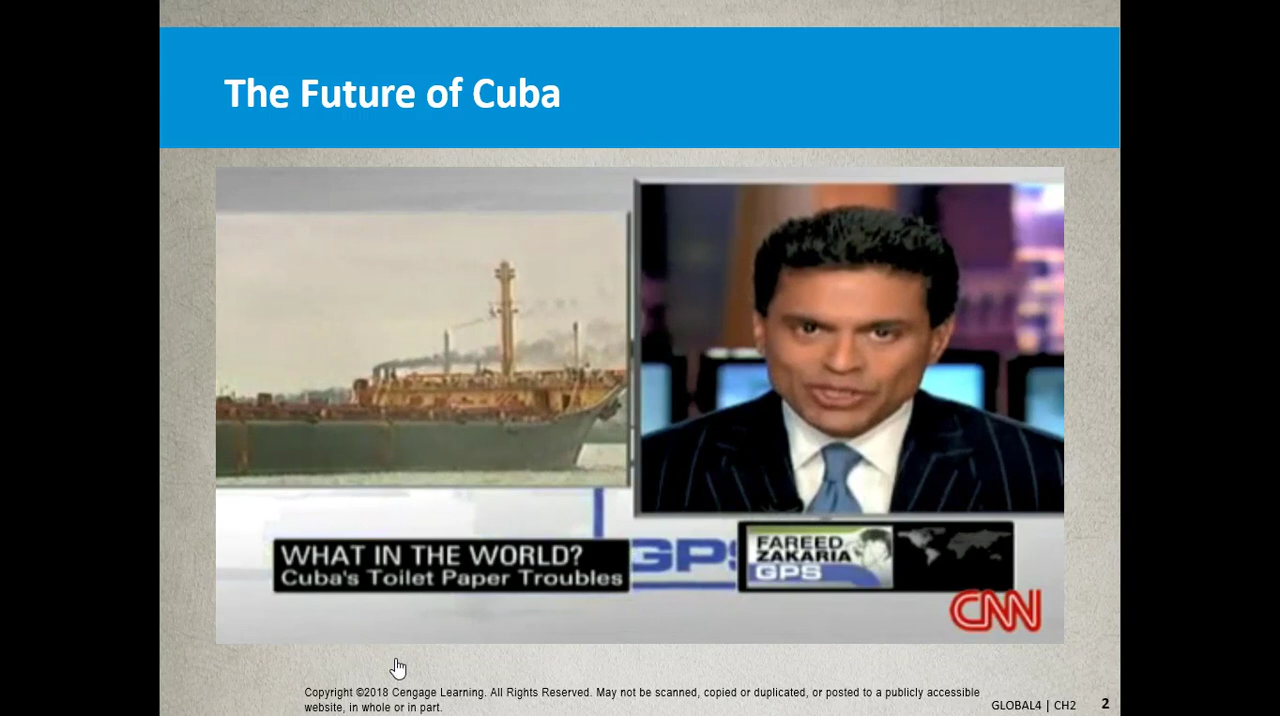 The Future of Cuba
WHAT IN THE WORLD?
Cuba's Toilet Paper Troubles
GPS
FAREED
ZAKARIA
GPS
CNN
Copyright ©2018 Cengage Learning. All Rights Reserved. May not be scanned, copied or duplicated, or posted to a publicly accessible
website, in whole or in part.
GLOBAL4 | CH2
2